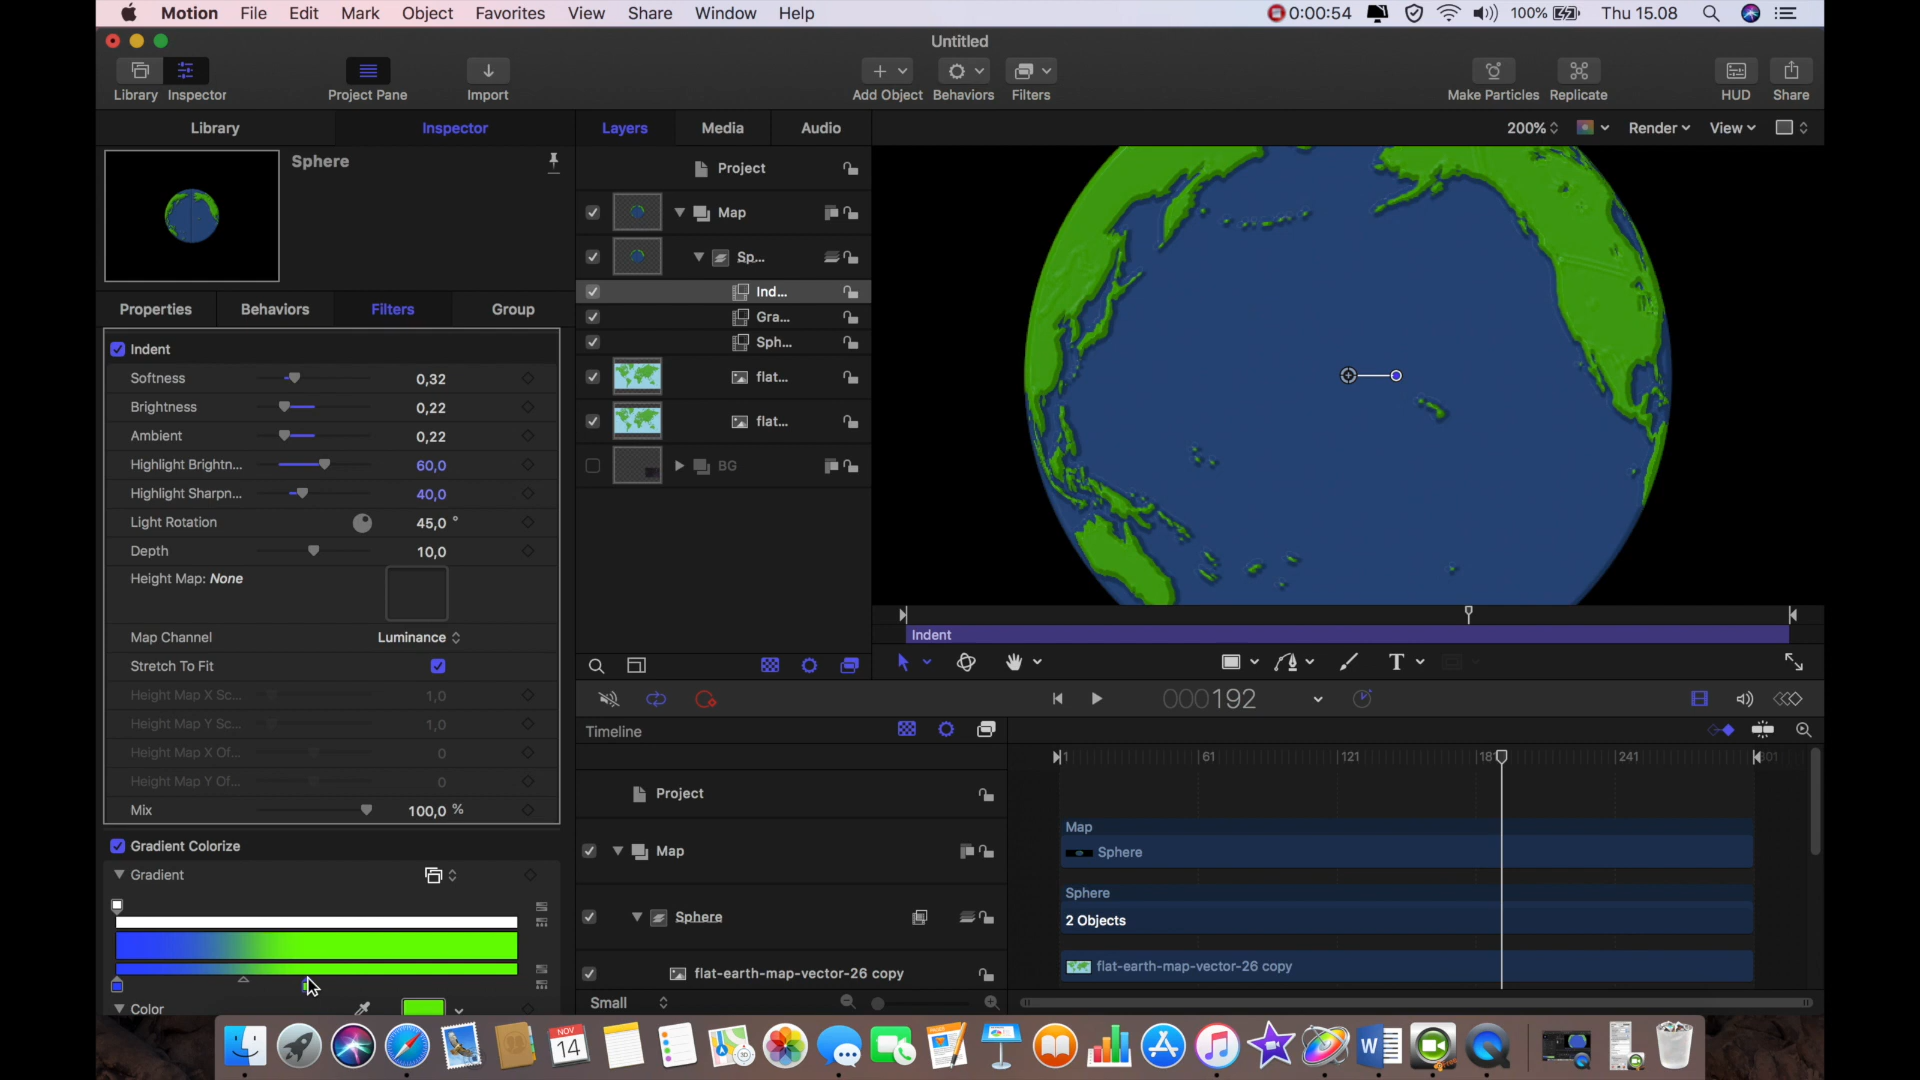 Motion File Edit Mark Object Favorites View Share Window Help 0:00:54 100% Thu 15.08
Untitled
Library Inspector Project Pane Import Add Object Behaviors Filters Make Particles Replicate HUD Share
Library Inspector Layers Media Audio 200% Render View
Sphere
Project
Map
Sp...
Ind...
Gra...
Sph...
flat...
flat...
BG
Properties Behaviors Filters Group
Indent
Softness 0,32
Brightness 0,22
Ambient 0,22
Highlight Brightn... 60,0
Highlight Sharpn... 40,0
Light Rotation 45,0 °
Depth 10,0
Height Map: None
Map Channel Luminance
Stretch To Fit
Height Map X Sc... 1,0
Height Map Y Sc... 1,0
Height Map X Of... 0
Height Map Y Of... 0
Mix 100,0 %
Gradient Colorize
Gradient
Color
Indent
T
000192
Timeline
1 61 121 181 241 301
Project
Map
Sphere
flat-earth-map-vector-26 copy
Small
Map
Sphere
Sphere
2 Objects
flat-earth-map-vector-26 copy
NOV
14
3D
W